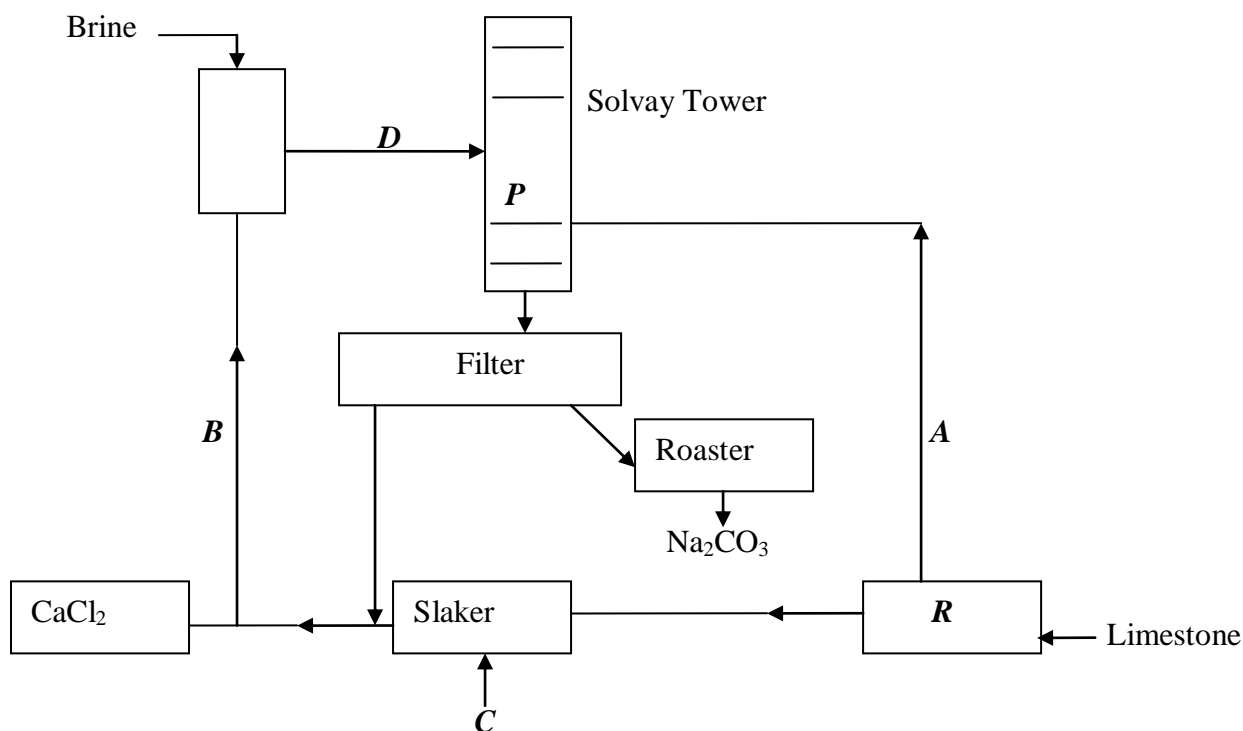 Brine
Solvay Tower
D
P
Filter
B
A
Roaster
Na₂CO₃
CaCl₂
Slaker
R
Limestone
C